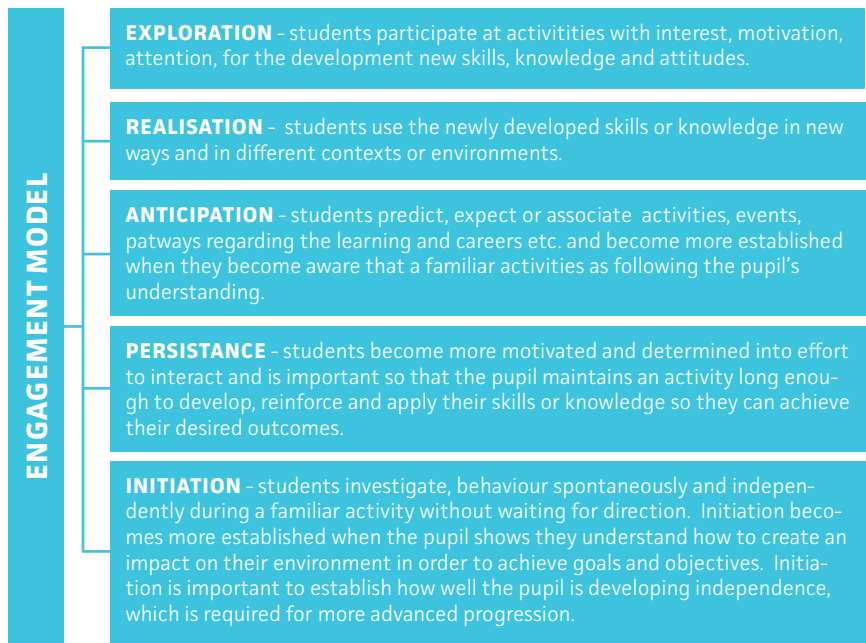 ENGAGEMENT MODEL
EXPLORATION - students participate at activitities with interest, motivation,
attention, for the development new skills, knowledge and attitudes.
REALISATION - students use the newly developed skills or knowledge in new
ways and in different contexts or environments.
ANTICIPATION - students predict, expect or associate activities, events,
patways regarding the learning and careers etc. and become more established
when they become aware that a familiar activities as following the pupil's
understanding.
PERSISTANCE - students become more motivated and determined into effort
to interact and is important so that the pupil maintains an activity long enou-
gh to develop, reinforce and apply their skills or knowledge so they can achieve
their desired outcomes.
INITIATION - students investigate, behaviour spontaneously and indepen-
dently during a familiar activity without waiting for direction. Initiation beco-
mes more established when the pupil shows they understand how to create an
impact on their environment in order to achieve goals and objectives. Initia-
tion is important to establish how well the pupil is developing independence,
which is required for more advanced progression.